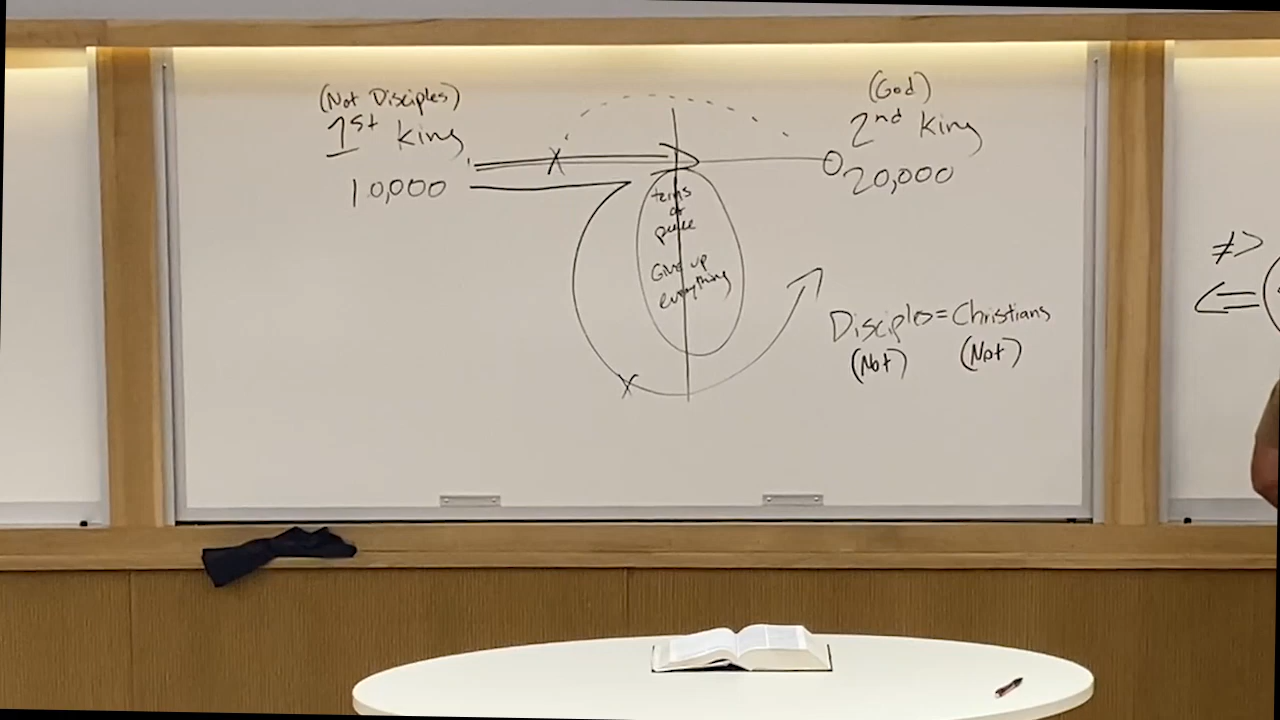 (Not Disciples)
1st king
10,000
(God)
2nd King
20,000
terms
of
peace
Give up
everything
Disciples = Christians
(Not) (Not)
≠>
<=